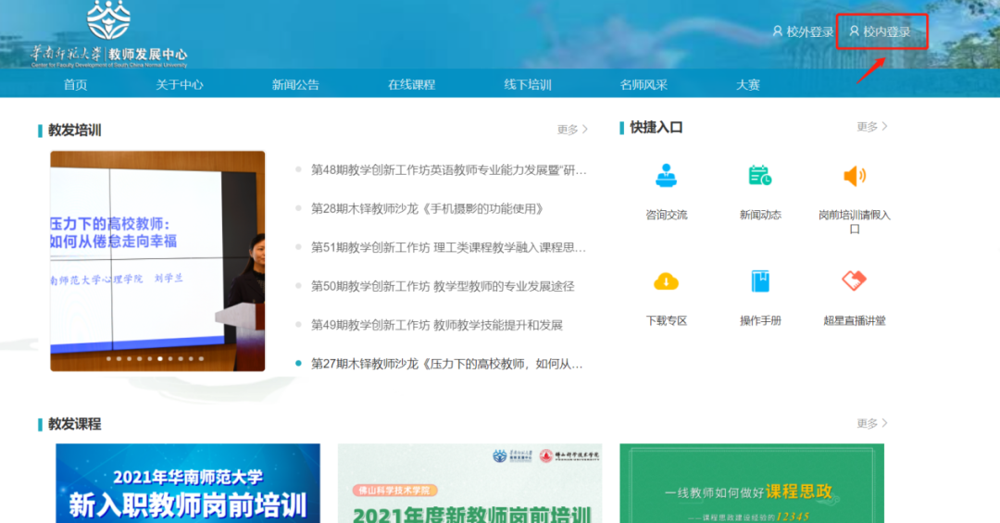 华南师范大学 教师发展中心
Center for Faculty Development of South China Normal University
校外登录
校内登录
首页
关于中心
新闻公告
在线课程
线下培训
名师风采
大赛
教发培训
更多
压力下的高校教师:
如何从倦怠走向幸福
南师范大学心理学院 刘学兰
第48期教学创新工作坊英语教师专业能力发展暨“研…
第28期木铎教师沙龙《手机摄影的功能使用》
第51期教学创新工作坊 理工类课程教学融入课程思…
第50期教学创新工作坊 教学型教师的专业发展途径
第49期教学创新工作坊 教师教学技能提升和发展
第27期木铎教师沙龙《压力下的高校教师，如何从…
快捷入口
更多
咨询交流
新闻动态
岗前培训请假入
口
下载专区
操作手册
超星直播讲堂
教发课程
更多
2021年华南师范大学
新入职教师岗前培训
佛山科学技术学院
佛山科学技术学院
2021年度新教师岗前培训
一线教师如何做好课程思政
——课程思政建设经验的12345